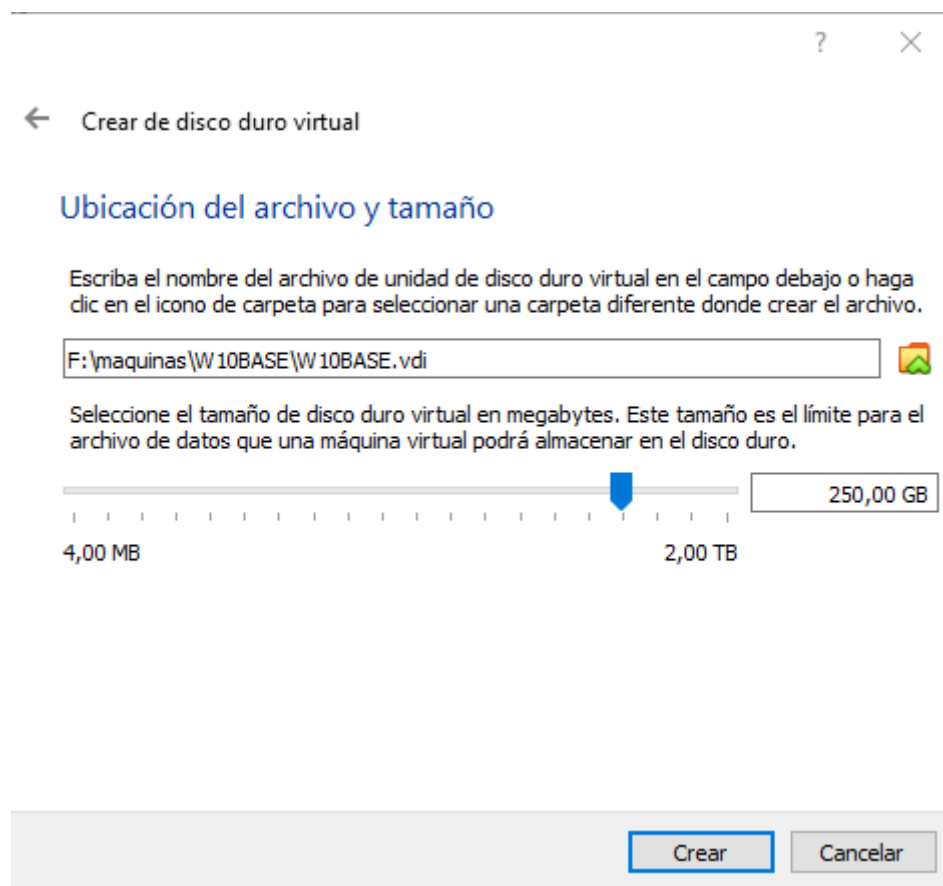 ?
Crear de disco duro virtual
Ubicación del archivo y tamaño
Escriba el nombre del archivo de unidad de disco duro virtual en el campo debajo o haga
clic en el icono de carpeta para seleccionar una carpeta diferente donde crear el archivo.
F:\maquinas\W10BASE\W10BASE.vdi
Seleccione el tamaño de disco duro virtual en megabytes. Este tamaño es el límite para el
archivo de datos que una máquina virtual podrá almacenar en el disco duro.
250,00 GB
4,00 MB 2,00 TB
Crear Cancelar